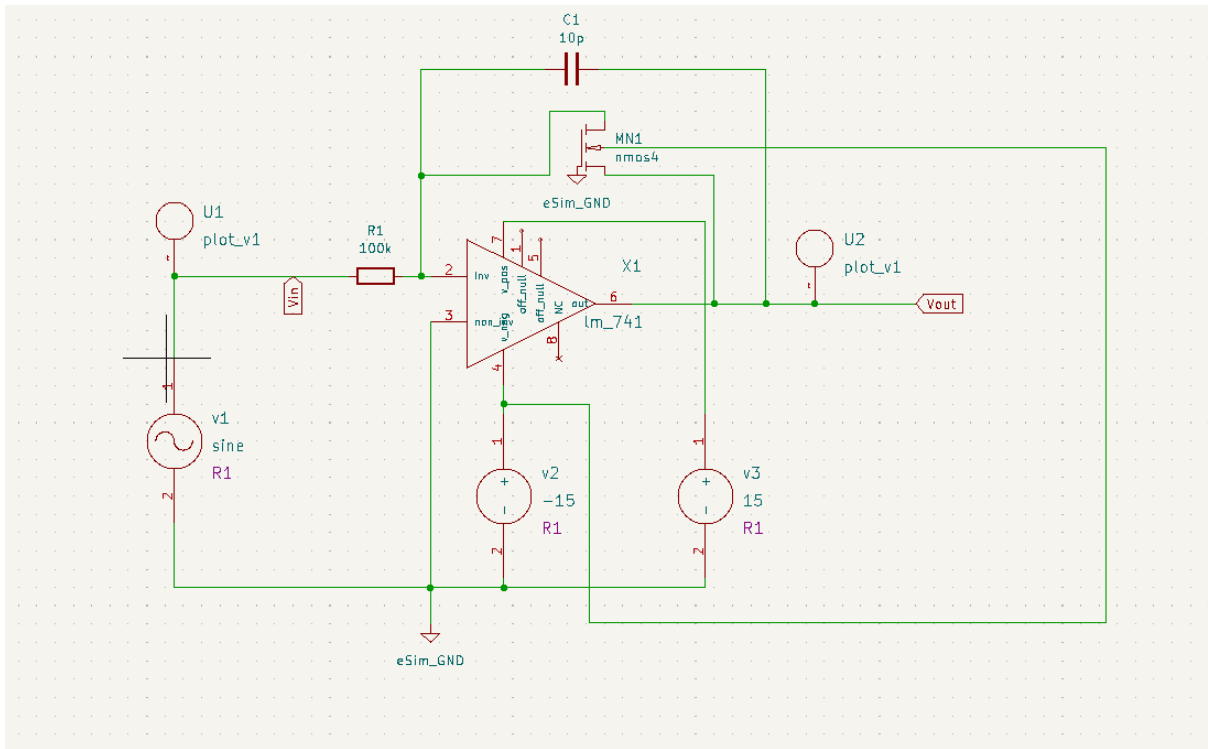 C1
10p
MN1
nmos4
eSim_GND
U1
plot_v1
R1
100k
U2
plot_v1
X1
lm_741
7
1
5
2
Inv
v_pos
off_null
off_null
3
v_neg
NC
out
6
8
4
Vin
Vout
1
v1
sine
R1
2
1
v2
-15
R1
2
1
v3
15
R1
2
eSim_GND